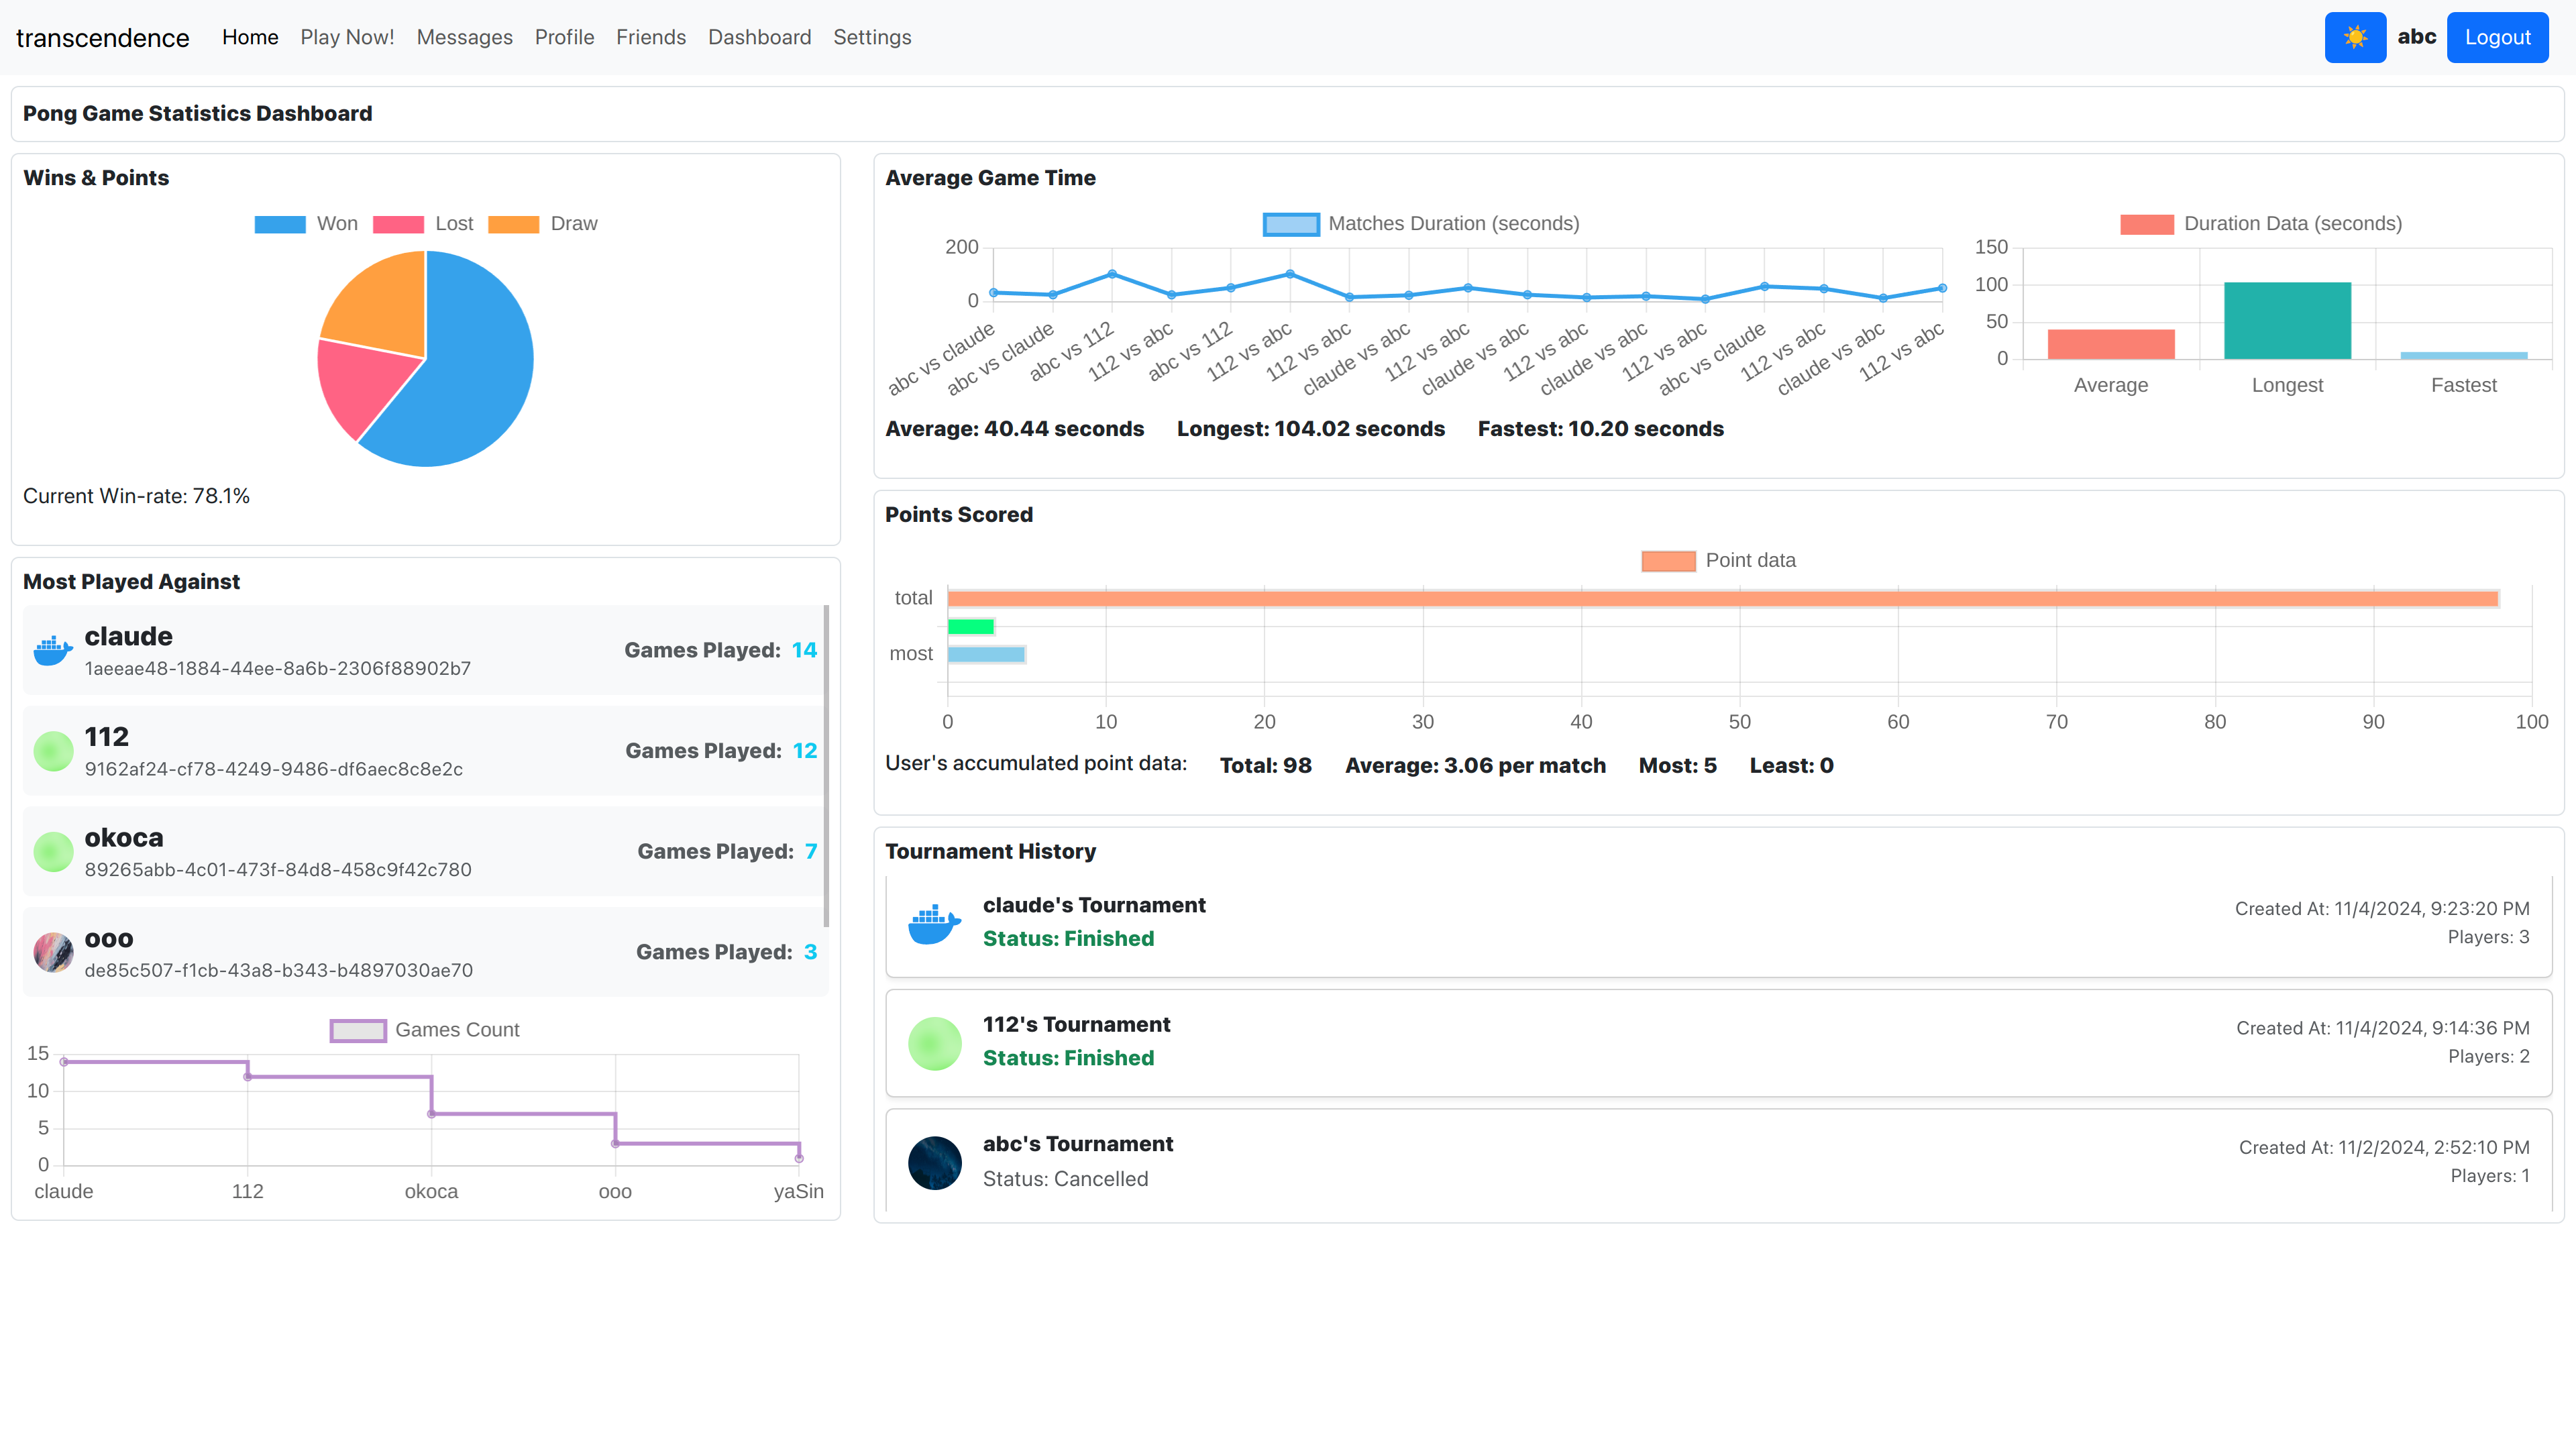 transcendence Home Play Now! Messages Profile Friends Dashboard Settings abc Logout
Pong Game Statistics Dashboard
Wins & Points
Won Lost Draw
Current Win-rate: 78.1%
Most Played Against
claude
1aeeae48-1884-44ee-8a6b-2306f88902b7
Games Played: 14
112
9162af24-cf78-4249-9486-df6aec8c8e2c
Games Played: 12
okoca
89265abb-4c01-473f-84d8-458c9f42c780
Games Played: 7
ooo
de85c507-f1cb-43a8-b343-b4897030ae70
Games Played: 3
Games Count
15
10
5
0
claude 112 okoca ooo yaSin
Average Game Time
Matches Duration (seconds)
200
0
abc vs claude
abc vs claude
abc vs 112
112 vs abc
abc vs 112
112 vs abc
112 vs abc
claude vs abc
112 vs abc
claude vs abc
112 vs abc
claude vs abc
112 vs abc
abc vs claude
112 vs abc
claude vs abc
112 vs abc
Duration Data (seconds)
150
100
50
0
Average Longest Fastest
Average: 40.44 seconds Longest: 104.02 seconds Fastest: 10.20 seconds
Points Scored
Point data
total
most
0 10 20 30 40 50 60 70 80 90 100
User's accumulated point data: Total: 98 Average: 3.06 per match Most: 5 Least: 0
Tournament History
claude's Tournament
Status: Finished
Created At: 11/4/2024, 9:23:20 PM
Players: 3
112's Tournament
Status: Finished
Created At: 11/4/2024, 9:14:36 PM
Players: 2
abc's Tournament
Status: Cancelled
Created At: 11/2/2024, 2:52:10 PM
Players: 1